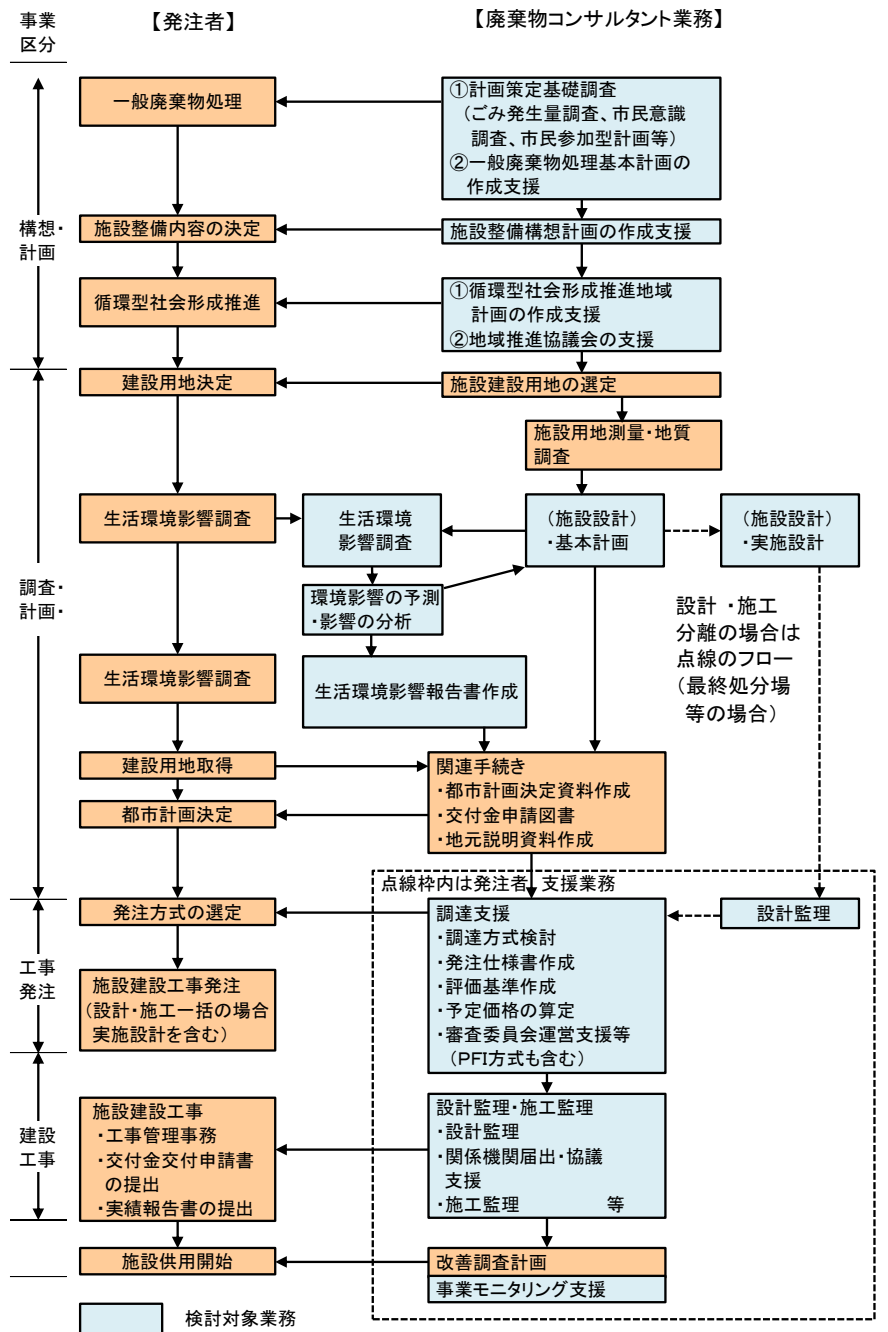 事業
区分
【発注者】
【廃棄物コンサルタント業務】
構想・
計画
一般廃棄物処理
①計画策定基礎調査
(ごみ発生量調査、市民意識
調査、市民参加型計画等)
②一般廃棄物処理基本計画の
作成支援
施設整備内容の決定
施設整備構想計画の作成支援
循環型社会形成推進
①循環型社会形成推進地域
計画の作成支援
②地域推進協議会の支援
調査・
計画・
建設用地決定
施設建設用地の選定
施設用地測量・地質
調査
生活環境影響調査
生活環境
影響調査
(施設設計)
・基本計画
(施設設計)
・実施設計
環境影響の予測
・影響の分析
設計 ・施工
分離の場合は
点線のフロー
(最終処分場
等の場合)
生活環境影響調査
生活環境影響報告書作成
建設用地取得
関連手続き
・都市計画決定資料作成
・交付金申請図書
・地元説明資料作成
都市計画決定
点線枠内は発注者 支援業務
工事
発注
発注方式の選定
調達支援
・調達方式検討
・発注仕様書作成
・評価基準作成
・予定価格の算定
・審査委員会運営支援等
(PFI方式も含む)
設計監理
施設建設工事発注
(設計・施工一括の場合
実施設計を含む)
建設
工事
施設建設工事
・工事管理事務
・交付金交付申請書
の提出
・実績報告書の提出
設計監理・施工監理
・設計監理
・関係機関届出・協議
支援
・施工監理 等
施設供用開始
改善調査計画
事業モニタリング支援
検討対象業務